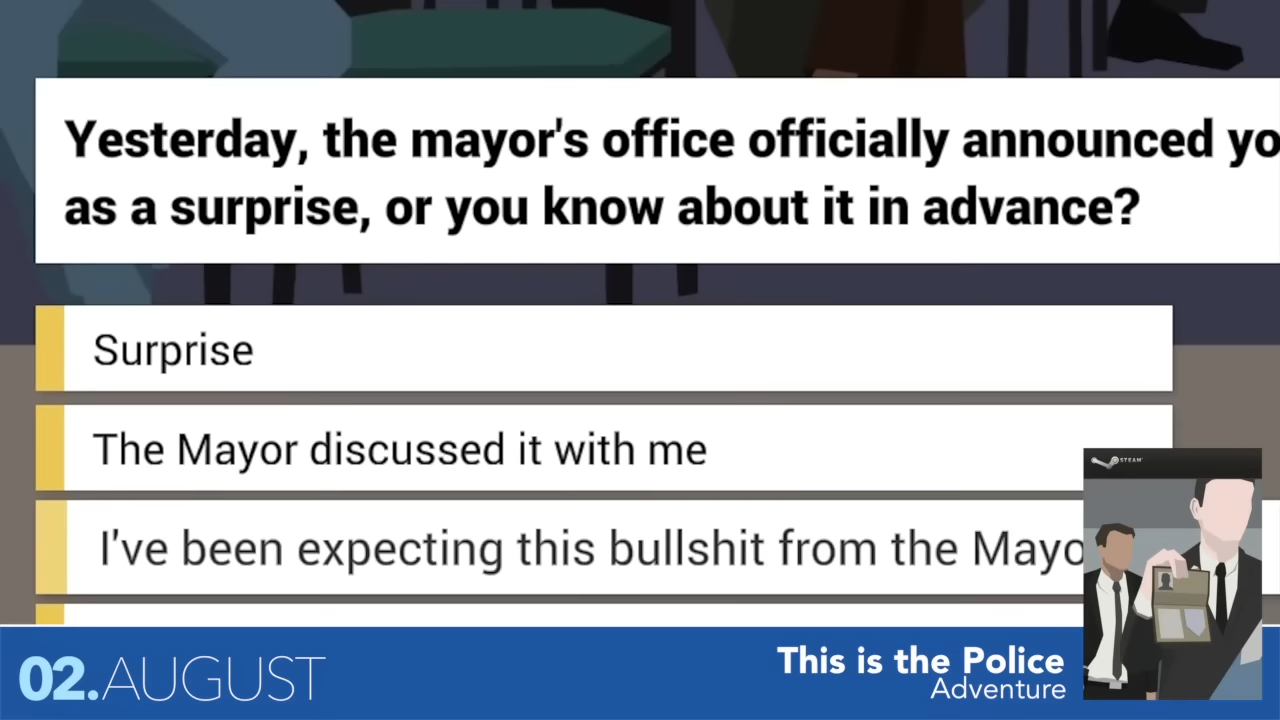 Yesterday, the mayor's office officially announced yo
as a surprise, or you know about it in advance?
Surprise
The Mayor discussed it with me
I've been expecting this bullshit from the Mayo
STEAM
02.AUGUST
This is the Police
Adventure